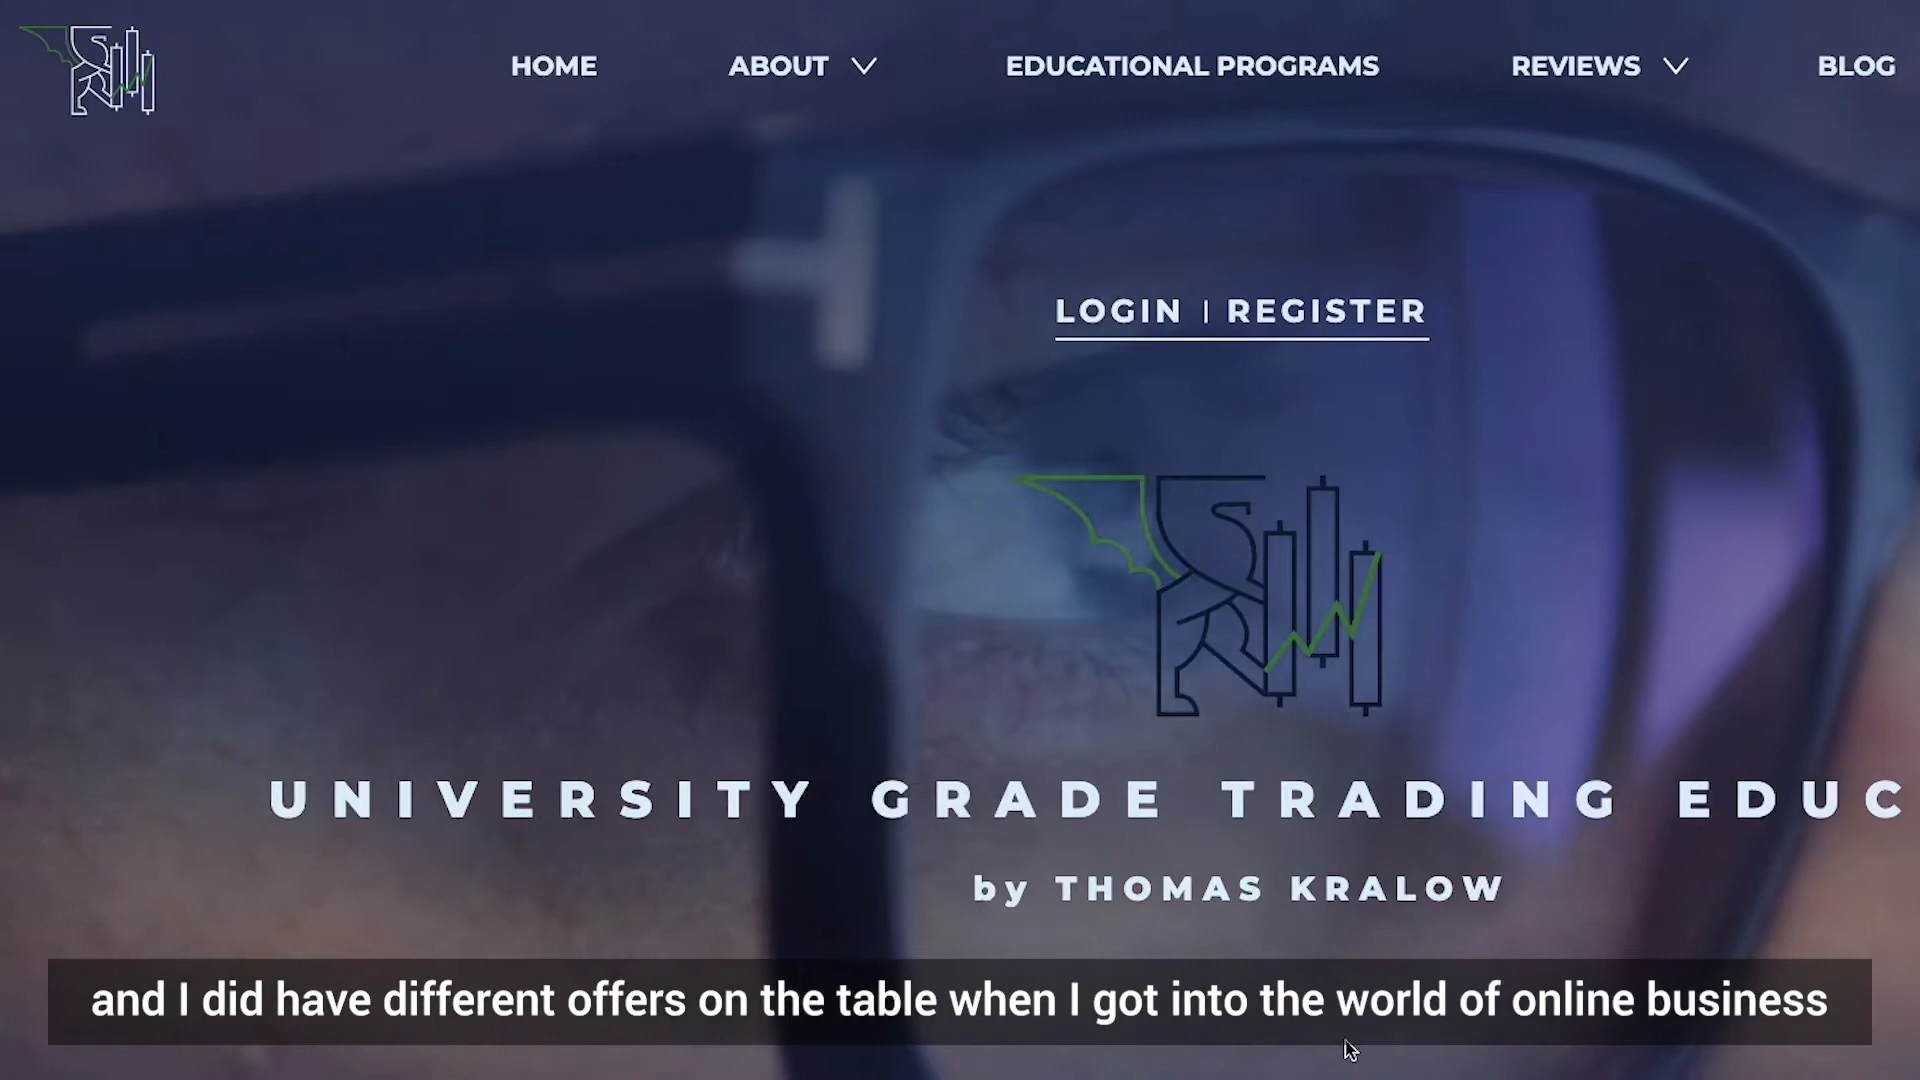 HOME ABOUT EDUCATIONAL PROGRAMS REVIEWS BLOG
LOGIN | REGISTER
UNIVERSITY GRADE TRADING EDUC
by THOMAS KRALOW
and I did have different offers on the table when I got into the world of online business